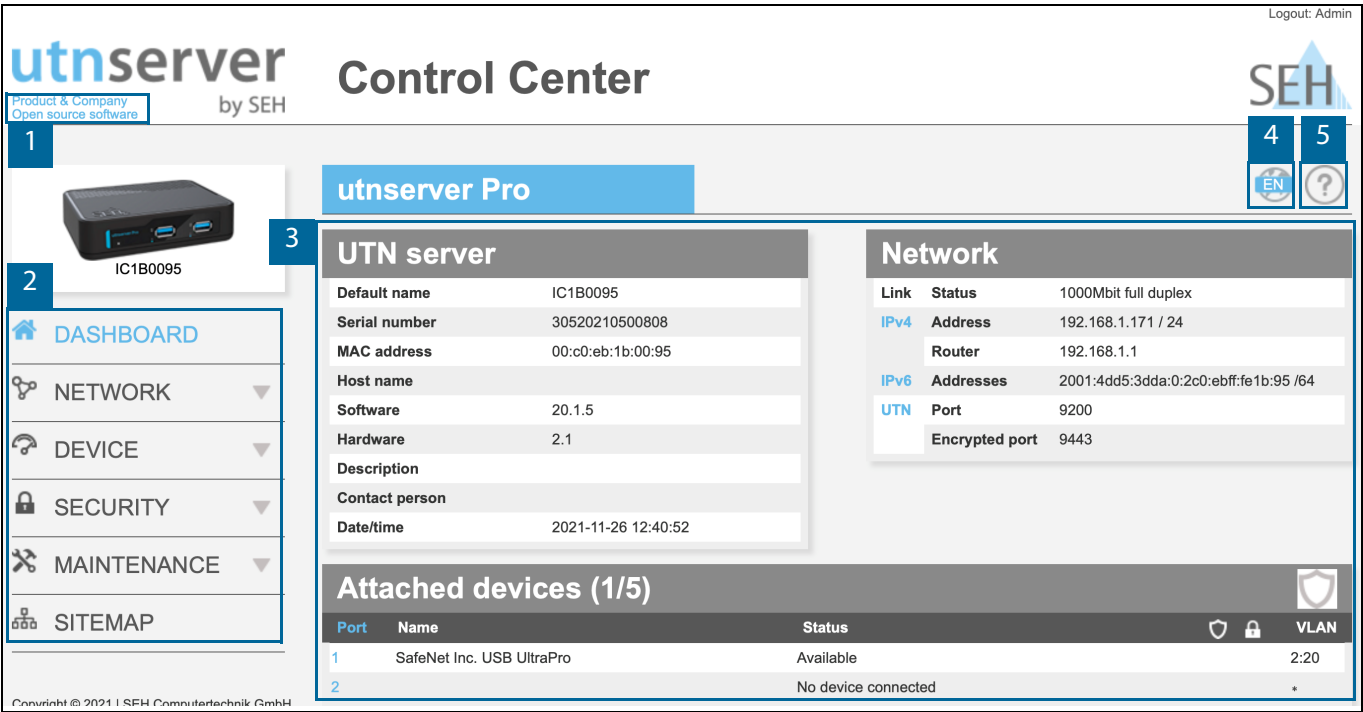 Logout: Admin
utnserver
by SEH
Control Center
SEH
Product & Company
Open source software
1
4
5
EN
?
utnserver Pro
IC1B0095
2
DASHBOARD
NETWORK
DEVICE
SECURITY
MAINTENANCE
SITEMAP
3
UTN server
Default name IC1B0095
Serial number 30520210500808
MAC address 00:c0:eb:1b:00:95
Host name
Software 20.1.5
Hardware 2.1
Description
Contact person
Date/time 2021-11-26 12:40:52
Network
Link Status 1000Mbit full duplex
IPv4 Address 192.168.1.171 / 24
Router 192.168.1.1
IPv6 Addresses 2001:4dd5:3dda:0:2c0:ebff:fe1b:95 /64
UTN Port 9200
Encrypted port 9443
Attached devices (1/5)
Port Name Status VLAN
1 SafeNet Inc. USB UltraPro Available 2:20
2 No device connected *
Copyright © 2021 | SEH Computertechnik GmbH